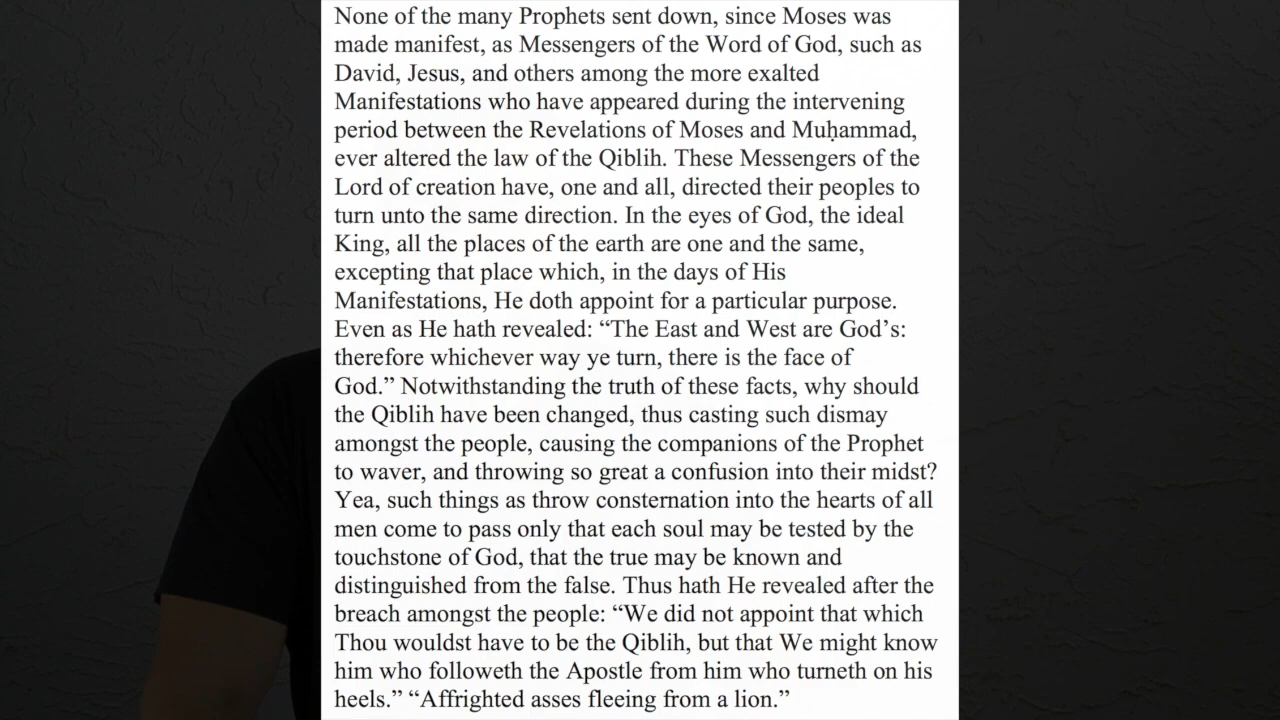 None of the many Prophets sent down, since Moses was
made manifest, as Messengers of the Word of God, such as
David, Jesus, and others among the more exalted
Manifestations who have appeared during the intervening
period between the Revelations of Moses and Muḥammad,
ever altered the law of the Qiblih. These Messengers of the
Lord of creation have, one and all, directed their peoples to
turn unto the same direction. In the eyes of God, the ideal
King, all the places of the earth are one and the same,
excepting that place which, in the days of His
Manifestations, He doth appoint for a particular purpose.
Even as He hath revealed: “The East and West are God’s:
therefore whichever way ye turn, there is the face of
God.” Notwithstanding the truth of these facts, why should
the Qiblih have been changed, thus casting such dismay
amongst the people, causing the companions of the Prophet
to waver, and throwing so great a confusion into their midst?
Yea, such things as throw consternation into the hearts of all
men come to pass only that each soul may be tested by the
touchstone of God, that the true may be known and
distinguished from the false. Thus hath He revealed after the
breach amongst the people: “We did not appoint that which
Thou wouldst have to be the Qiblih, but that We might know
him who followeth the Apostle from him who turneth on his
heels.” “Affrighted asses fleeing from a lion.”